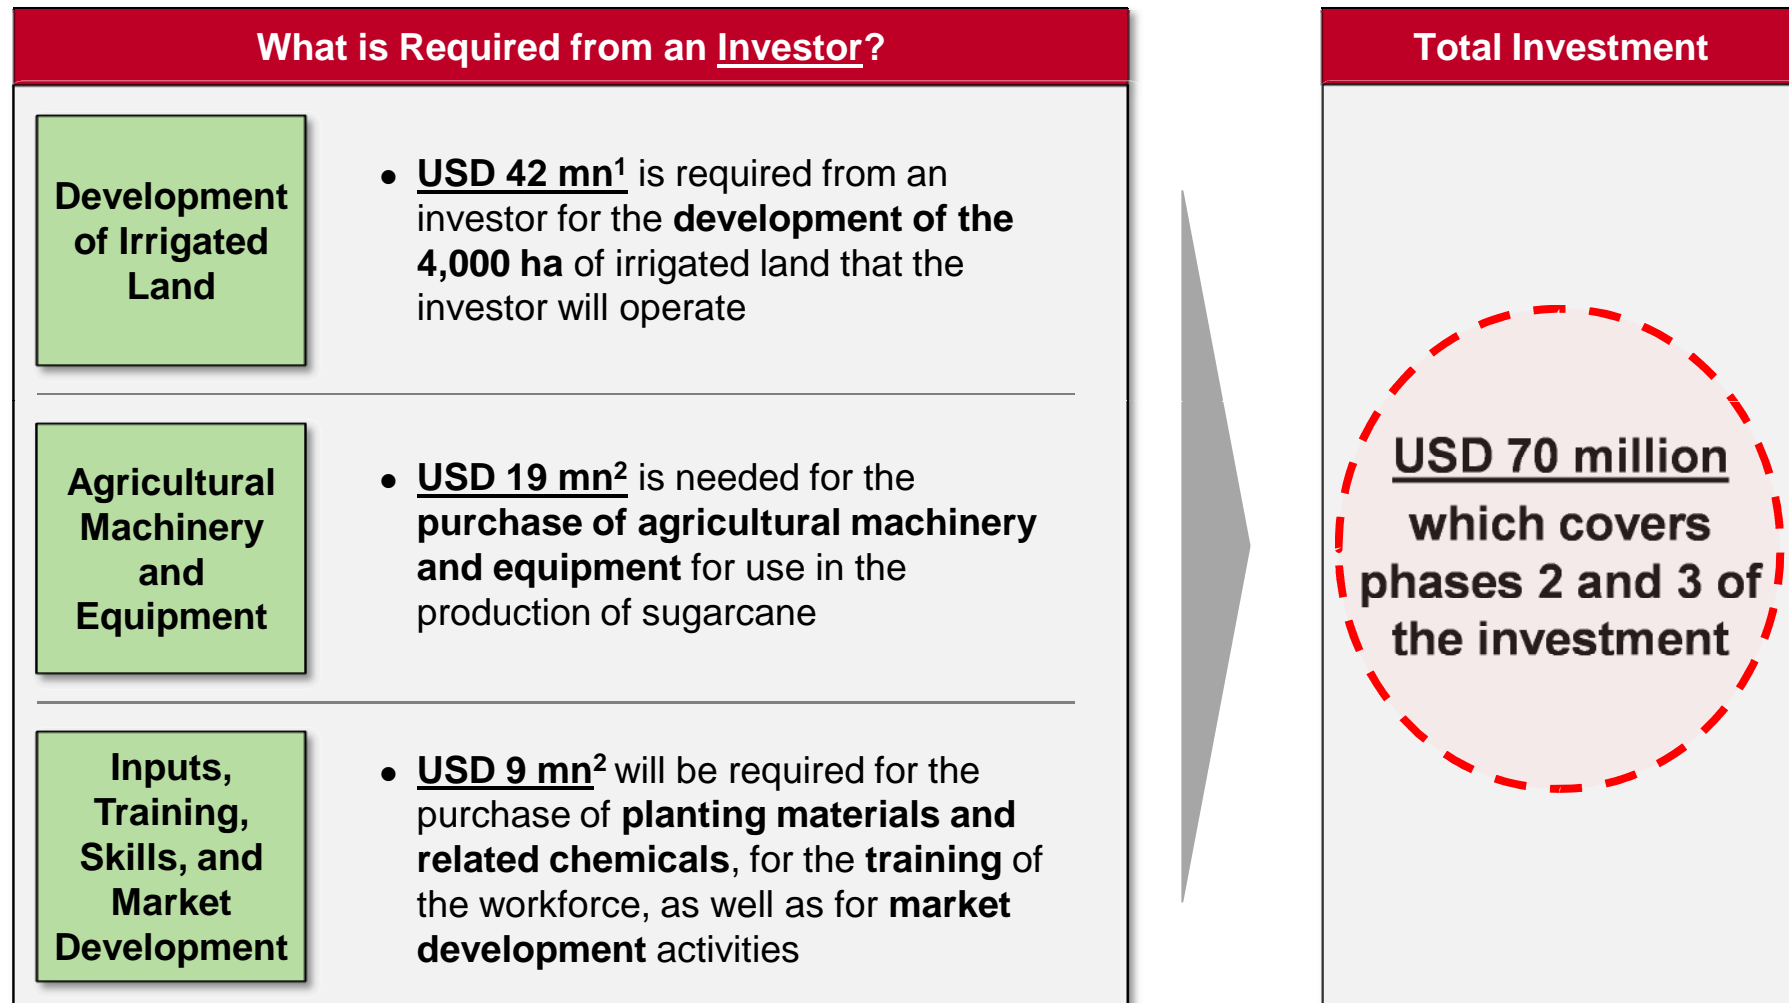 What is Required from an Investor?
Development
of Irrigated
Land
● USD 42 mn¹ is required from an
investor for the development of the
4,000 ha of irrigated land that the
investor will operate
Agricultural
Machinery
and
Equipment
● USD 19 mn² is needed for the
purchase of agricultural machinery
and equipment for use in the
production of sugarcane
Inputs,
Training,
Skills, and
Market
Development
● USD 9 mn² will be required for the
purchase of planting materials and
related chemicals, for the training of
the workforce, as well as for market
development activities
Total Investment
USD 70 million
which covers
phases 2 and 3 of
the investment